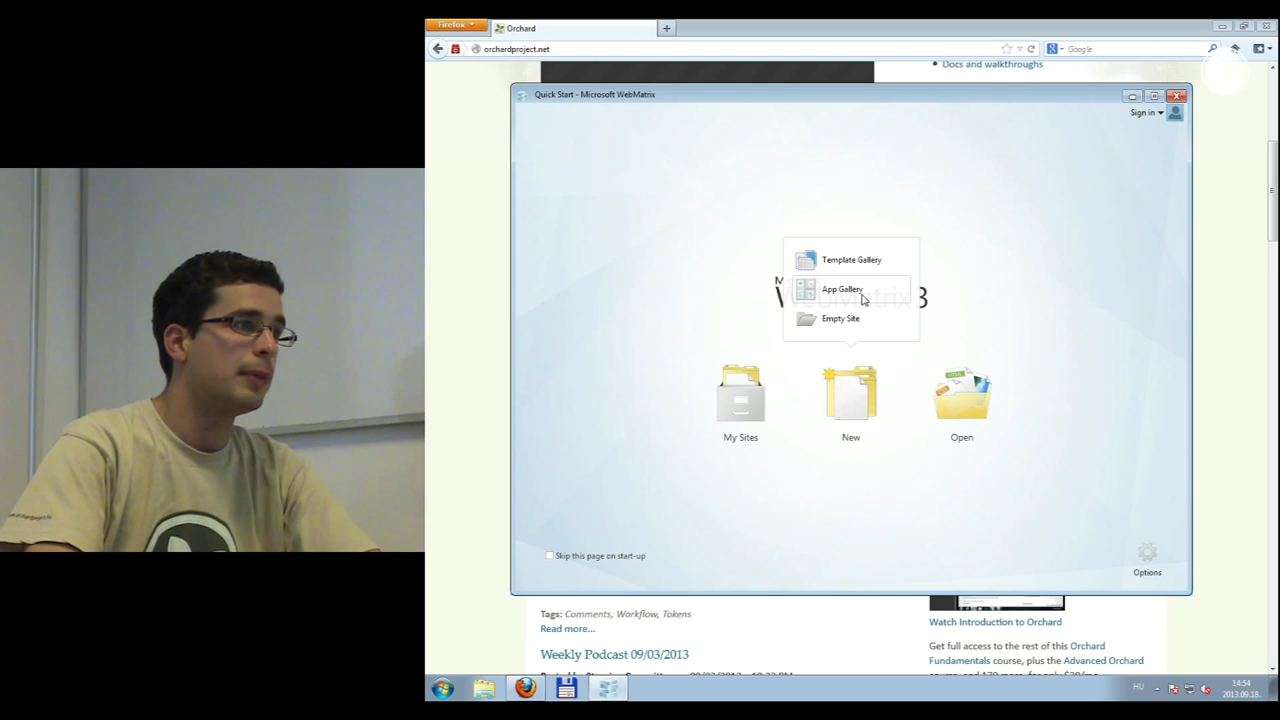 Firefox
Orchard
orchardproject.net
Google
Docs and walkthroughs
Quick Start - Microsoft WebMatrix
Sign in
Template Gallery
App Gallery
Empty Site
My Sites
New
Open
Skip this page on start-up
Options
Tags: Comments, Workflow, Tokens
Read more...
Weekly Podcast 09/03/2013
Watch Introduction to Orchard
Get full access to the rest of this Orchard
Fundamentals course, plus the Advanced Orchard
HU
14:54
2013.09.18.